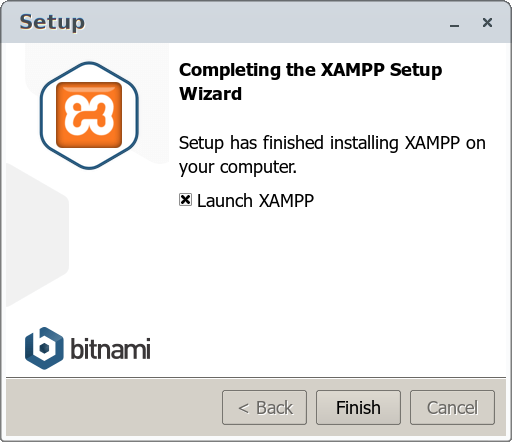 Setup
Completing the XAMPP Setup
Wizard
Setup has finished installing XAMPP on
your computer.
Launch XAMPP
bitnami
< Back Finish Cancel